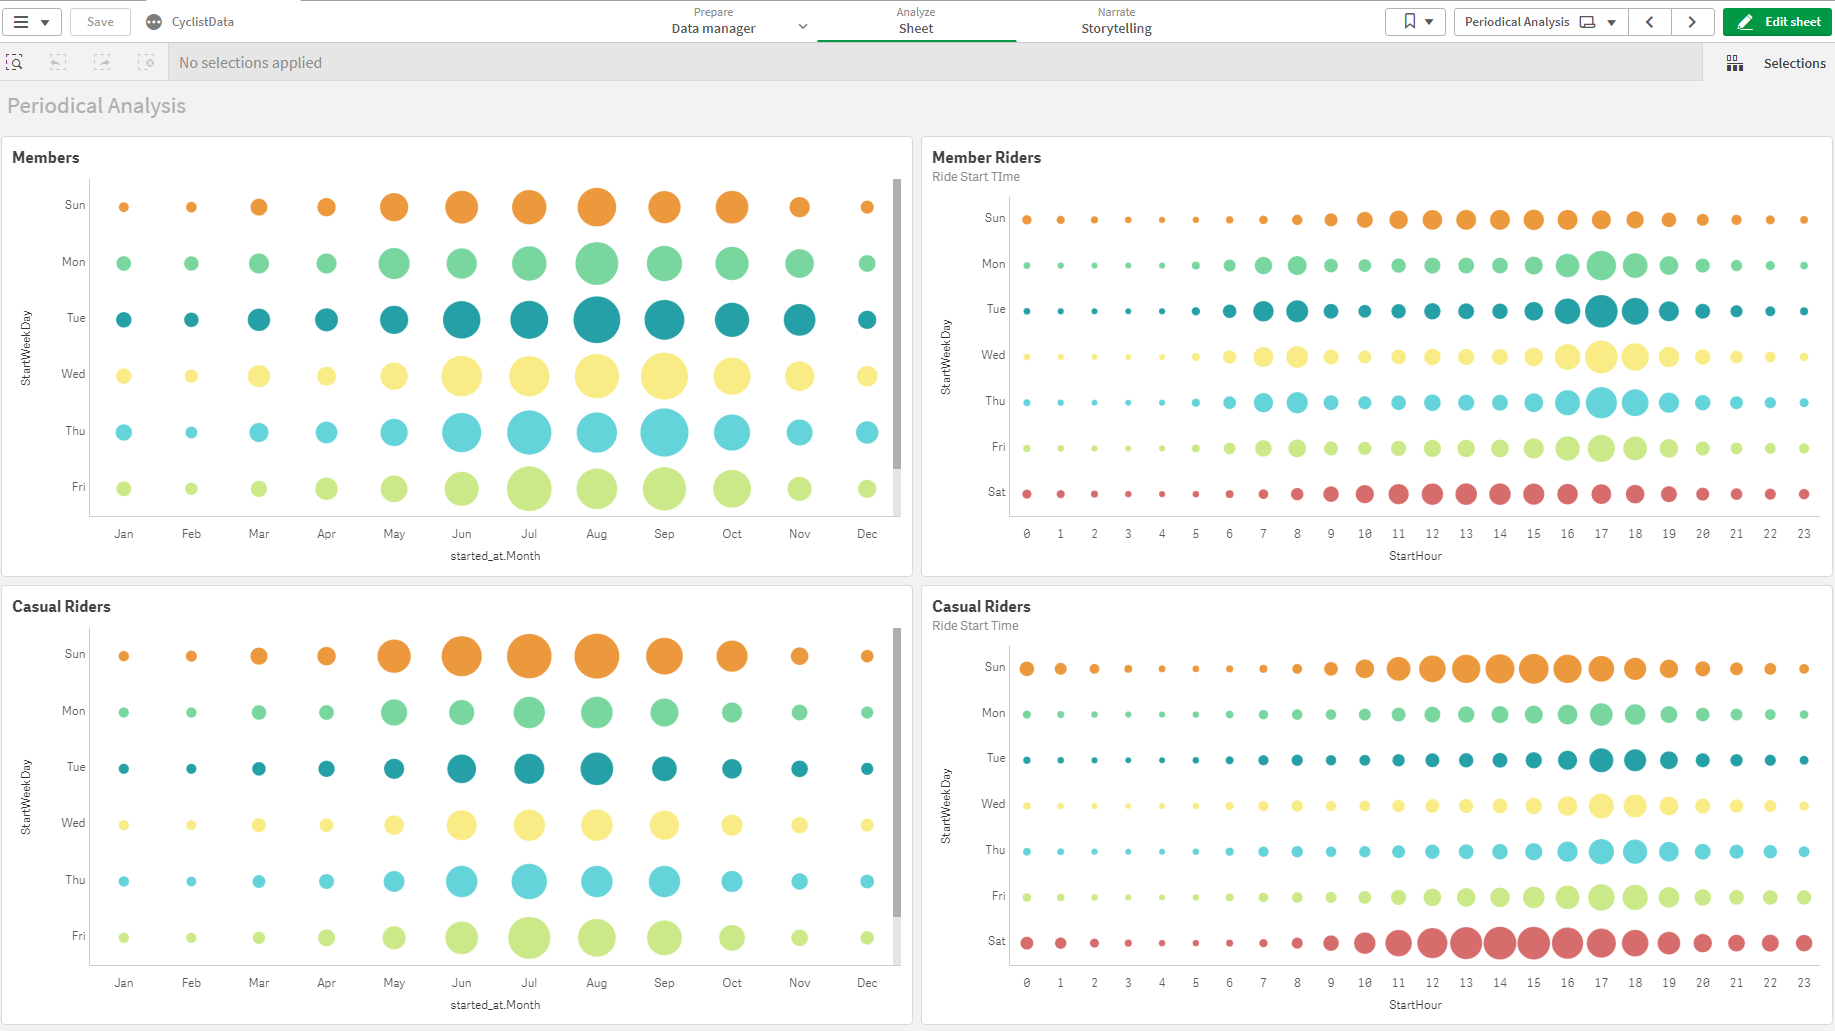 Save
CyclistData
Prepare
Data manager
Analyze
Sheet
Narrate
Storytelling
Periodical Analysis
Edit sheet
No selections applied
Selections
Periodical Analysis
Members
StartWeekDay
Sun
Mon
Tue
Wed
Thu
Fri
Jan Feb Mar Apr May Jun Jul Aug Sep Oct Nov Dec
started_at.Month
Member Riders
Ride Start TIme
StartWeekDay
Sun
Mon
Tue
Wed
Thu
Fri
Sat
0 1 2 3 4 5 6 7 8 9 10 11 12 13 14 15 16 17 18 19 20 21 22 23
StartHour
Casual Riders
StartWeekDay
Sun
Mon
Tue
Wed
Thu
Fri
Jan Feb Mar Apr May Jun Jul Aug Sep Oct Nov Dec
started_at.Month
Casual Riders
Ride Start Time
StartWeekDay
Sun
Mon
Tue
Wed
Thu
Fri
Sat
0 1 2 3 4 5 6 7 8 9 10 11 12 13 14 15 16 17 18 19 20 21 22 23
StartHour